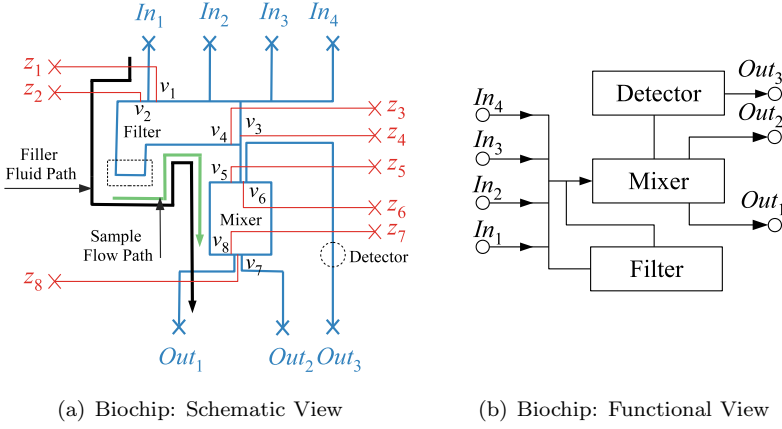 In1 In2 In3 In4
z1
z2
v1
v2
Filter
v3
v4
z3
z4
z5
z6
z7
z8
v5
v6
Mixer
v8
v7
Filler
Fluid Path
Sample
Flow Path
Detector
Out1 Out2 Out3
(a) Biochip: Schematic View
In4
In3
In2
In1
Detector
Mixer
Filter
Out3
Out2
Out1
(b) Biochip: Functional View